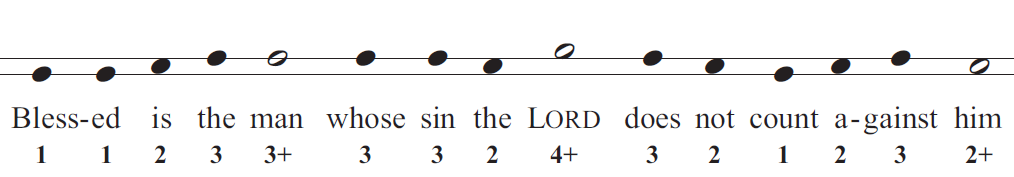 Bless-ed is the man whose sin the LORD does not count a-gainst him
1 1 2 3 3+ 3 3 2 4+ 3 2 1 2 3 2+